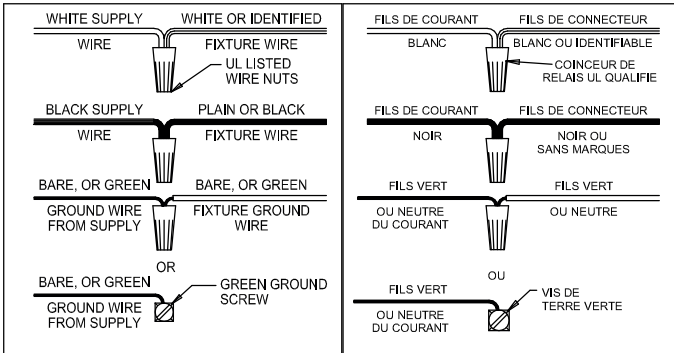 WHITE SUPPLY
WIRE
WHITE OR IDENTIFIED
FIXTURE WIRE
UL LISTED
WIRE NUTS
BLACK SUPPLY
WIRE
PLAIN OR BLACK
FIXTURE WIRE
BARE, OR GREEN
GROUND WIRE
FROM SUPPLY
BARE, OR GREEN
FIXTURE GROUND
WIRE
OR
BARE, OR GREEN
GROUND WIRE
FROM SUPPLY
GREEN GROUND
SCREW
FILS DE COURANT
BLANC
FILS DE CONNECTEUR
BLANC OU IDENTIFIABLE
COINCEUR DE
RELAIS UL QUALIFIE
FILS DE COURANT
NOIR
FILS DE CONNECTEUR
NOIR OU
SANS MARQUES
FILS VERT
OU NEUTRE
DU COURANT
FILS VERT
OU NEUTRE
OU
FILS VERT
OU NEUTRE
DU COURANT
VIS DE
TERRE VERTE